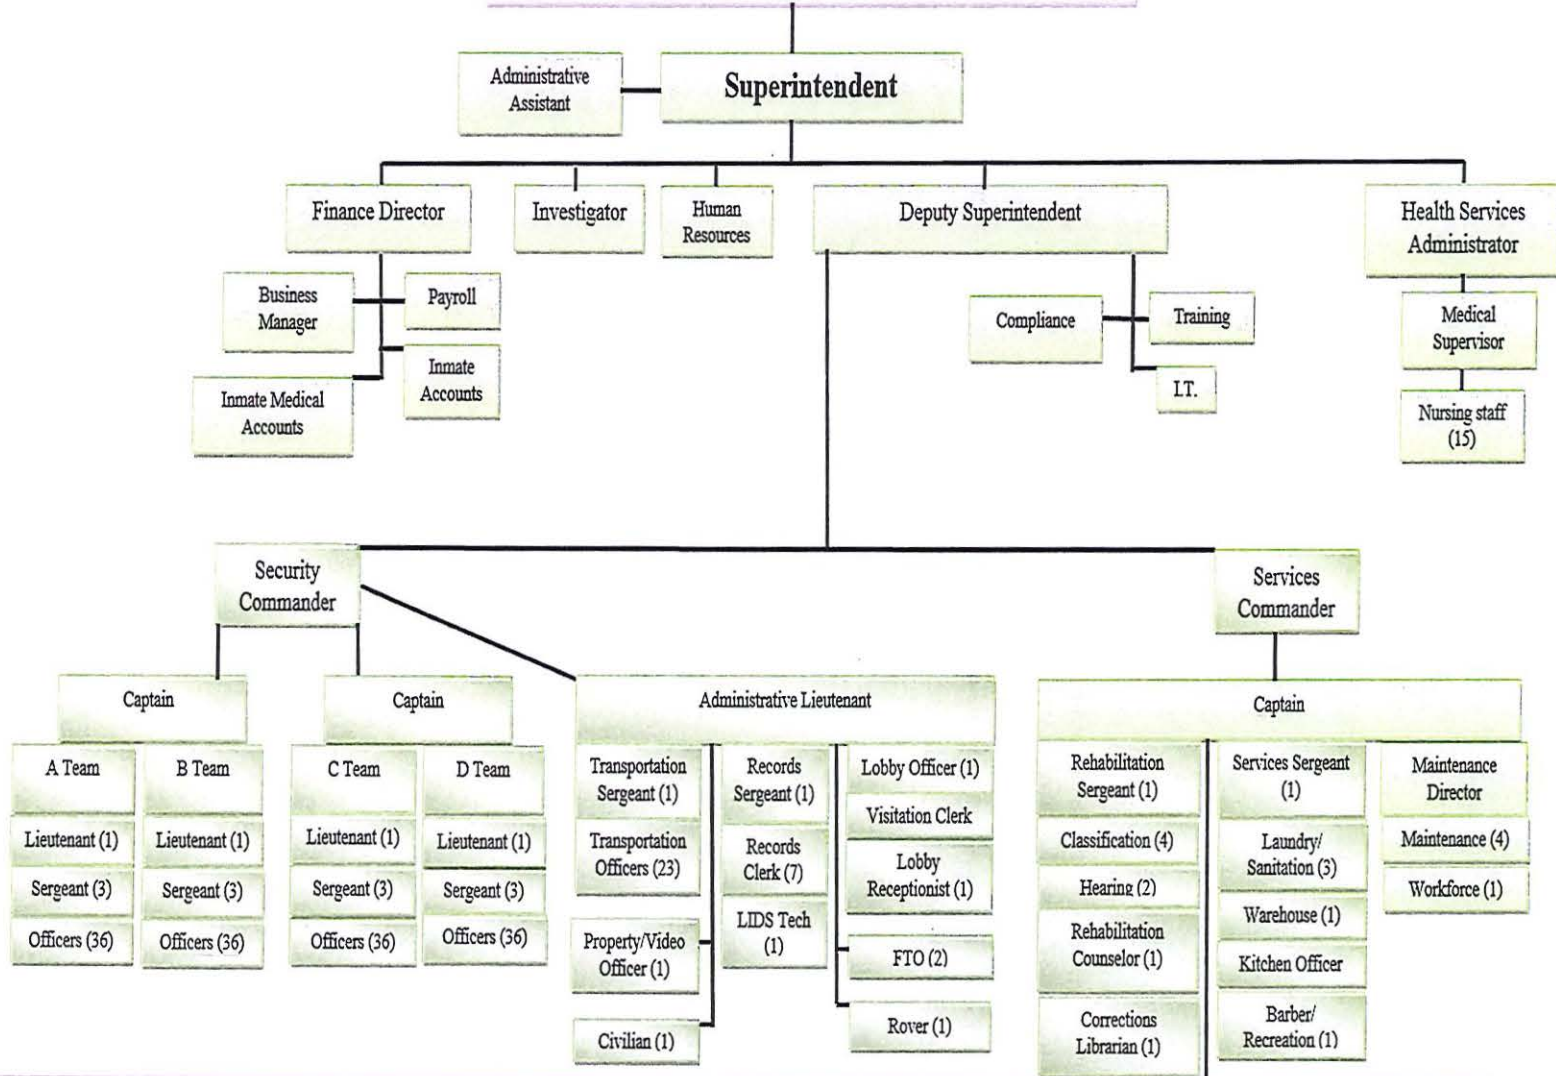 Administrative
Assistant
Superintendent
Finance Director
Investigator
Human
Resources
Deputy Superintendent
Health Services
Administrator
Business
Manager
Payroll
Inmate
Accounts
Inmate Medical
Accounts
Compliance
Training
I.T.
Medical
Supervisor
Nursing staff
(15)
Security
Commander
Services
Commander
Captain
Captain
Administrative Lieutenant
Captain
A Team
Lieutenant (1)
Sergeant (3)
Officers (36)
B Team
Lieutenant (1)
Sergeant (3)
Officers (36)
C Team
Lieutenant (1)
Sergeant (3)
Officers (36)
D Team
Lieutenant (1)
Sergeant (3)
Officers (36)
Transportation
Sergeant (1)
Transportation
Officers (23)
Property/Video
Officer (1)
Civilian (1)
Records
Sergeant (1)
Records
Clerk (7)
LIDS Tech
(1)
Lobby Officer (1)
Visitation Clerk
Lobby
Receptionist (1)
FTO (2)
Rover (1)
Rehabilitation
Sergeant (1)
Classification (4)
Hearing (2)
Rehabilitation
Counselor (1)
Corrections
Librarian (1)
Services Sergeant
(1)
Laundry/
Sanitation (3)
Warehouse (1)
Kitchen Officer
Barber/
Recreation (1)
Maintenance
Director
Maintenance (4)
Workforce (1)